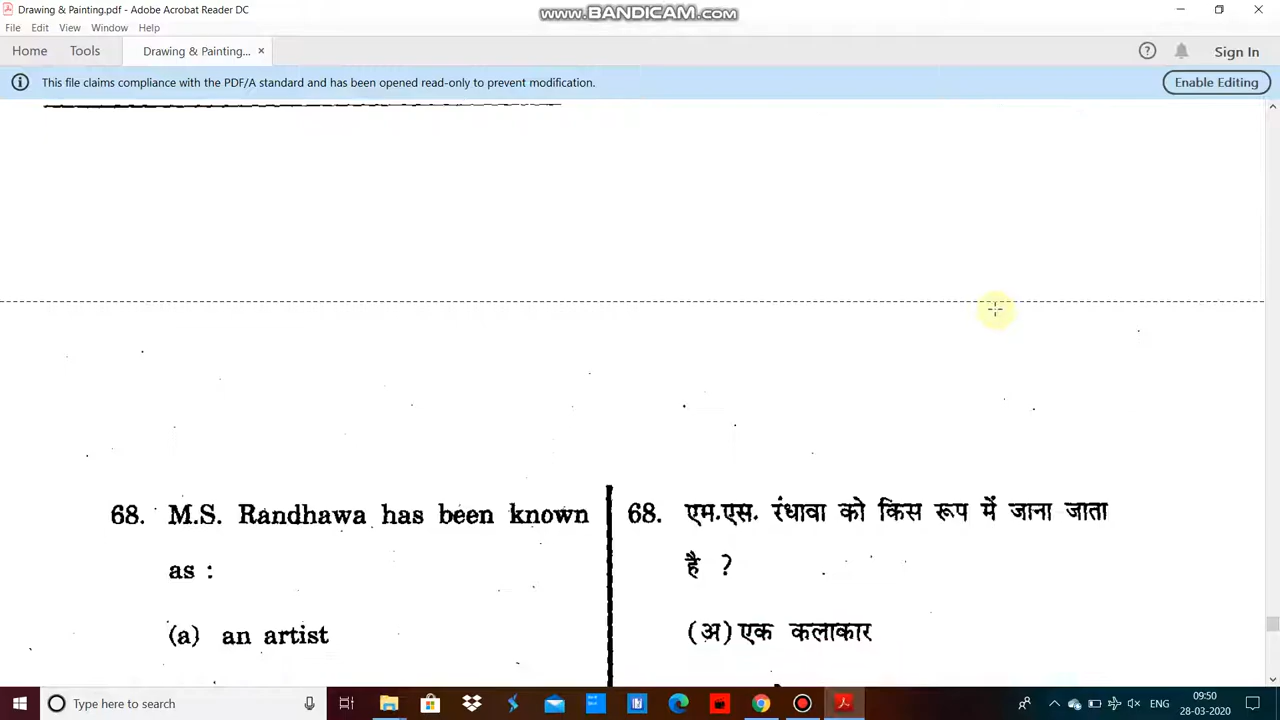 Drawing & Painting.pdf - Adobe Acrobat Reader DC
www.BANDICAM.com
File Edit View Window Help
Home Tools Drawing & Painting... × Sign In
This file claims compliance with the PDF/A standard and has been opened read-only to prevent modification. Enable Editing
68. M.S. Randhawa has been known
as :
(a) an artist
68. एम.एस. रंधावा को किस रूप में जाना जाता
है ?
(अ) एक कलाकार
Type here to search
ENG
09:50
28-03-2020